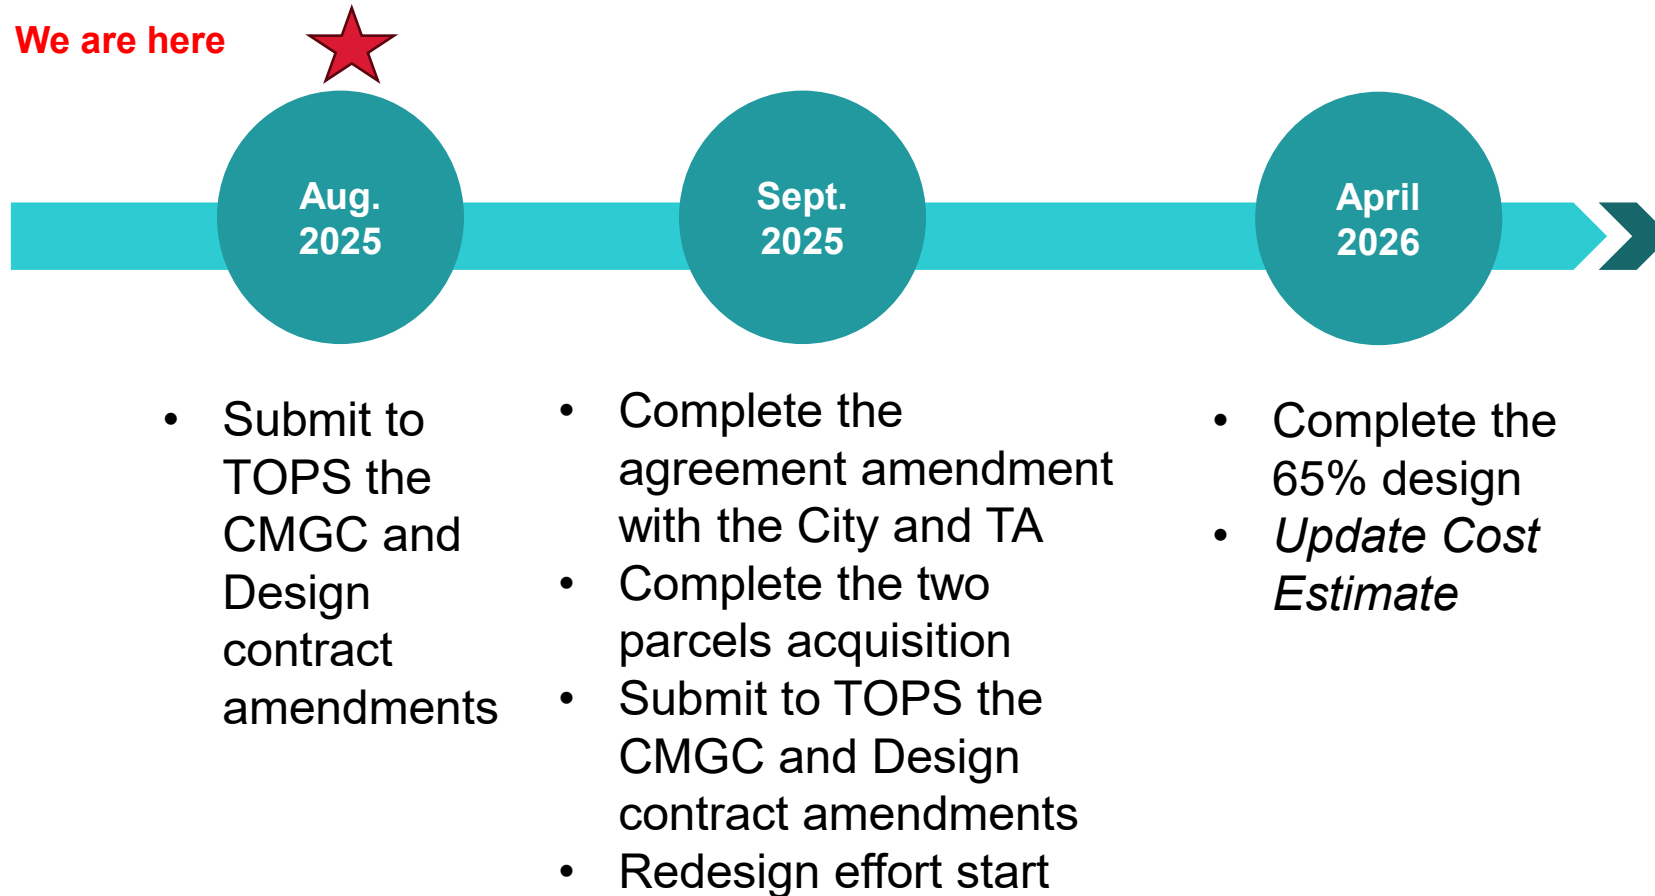 We are here
Aug.
2025
Sept.
2025
April
2026
• Submit to
TOPS the
CMGC and
Design
contract
amendments
• Complete the
agreement amendment
with the City and TA
• Complete the two
parcels acquisition
• Submit to TOPS the
CMGC and Design
contract amendments
• Redesign effort start
• Complete the
65% design
• Update Cost
Estimate